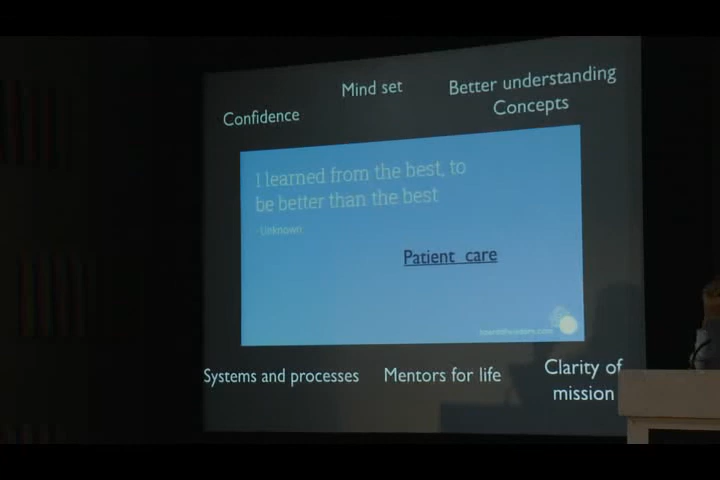 Mind set
Better understanding
Concepts
Confidence
I learned from the best, to
be better than the best
- Unknown
Patient care
Systems and processes
Mentors for life
Clarity of
mission